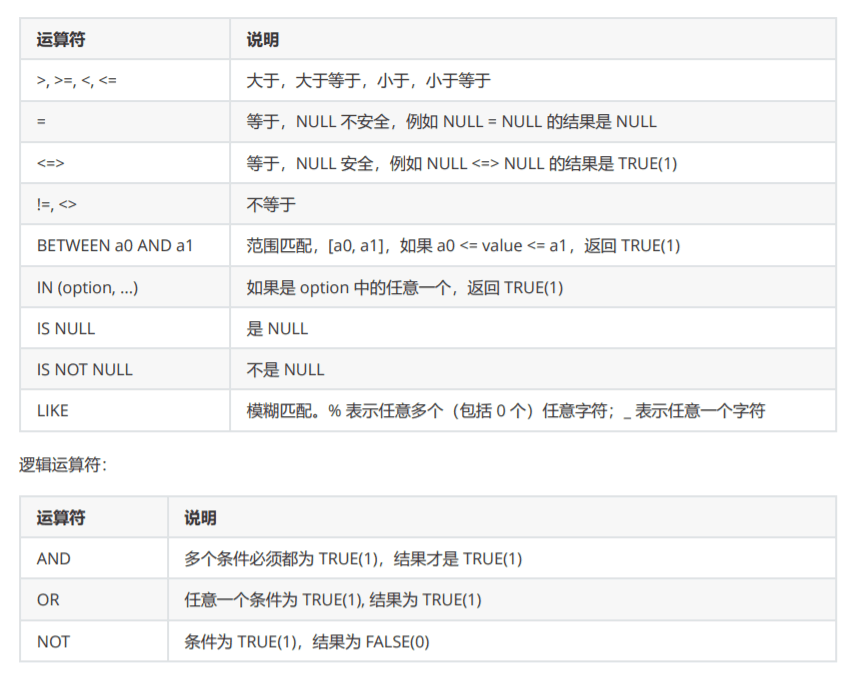 运算符 说明
>, >=, <, <= 大于，大于等于，小于，小于等于
= 等于，NULL 不安全，例如 NULL = NULL 的结果是 NULL
<=> 等于，NULL 安全，例如 NULL <=> NULL 的结果是 TRUE(1)
!=, <> 不等于
BETWEEN a0 AND a1 范围匹配，[a0, a1]，如果 a0 <= value <= a1，返回 TRUE(1)
IN (option, ...) 如果是 option 中的任意一个，返回 TRUE(1)
IS NULL 是 NULL
IS NOT NULL 不是 NULL
LIKE 模糊匹配。% 表示任意多个（包括 0 个）任意字符；_ 表示任意一个字符
逻辑运算符：
运算符 说明
AND 多个条件必须都为 TRUE(1)，结果才是 TRUE(1)
OR 任意一个条件为 TRUE(1), 结果为 TRUE(1)
NOT 条件为 TRUE(1)，结果为 FALSE(0)